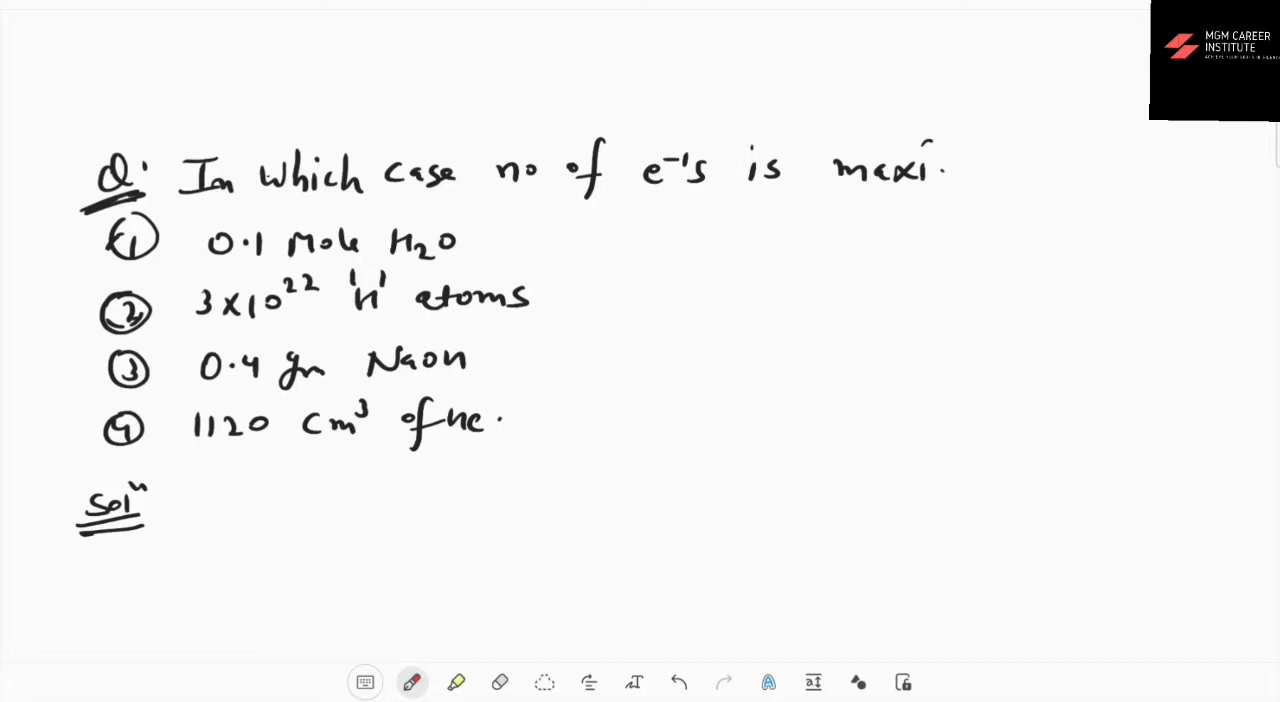 MGM CAREER
INSTITUTE
Q. In which case no of e⁻'s is maxi.
① 0.1 Mole H₂O
② 3×10²² 'H' atoms
③ 0.4 gm NaOH
④ 1120 cm³ of He.
Solⁿ